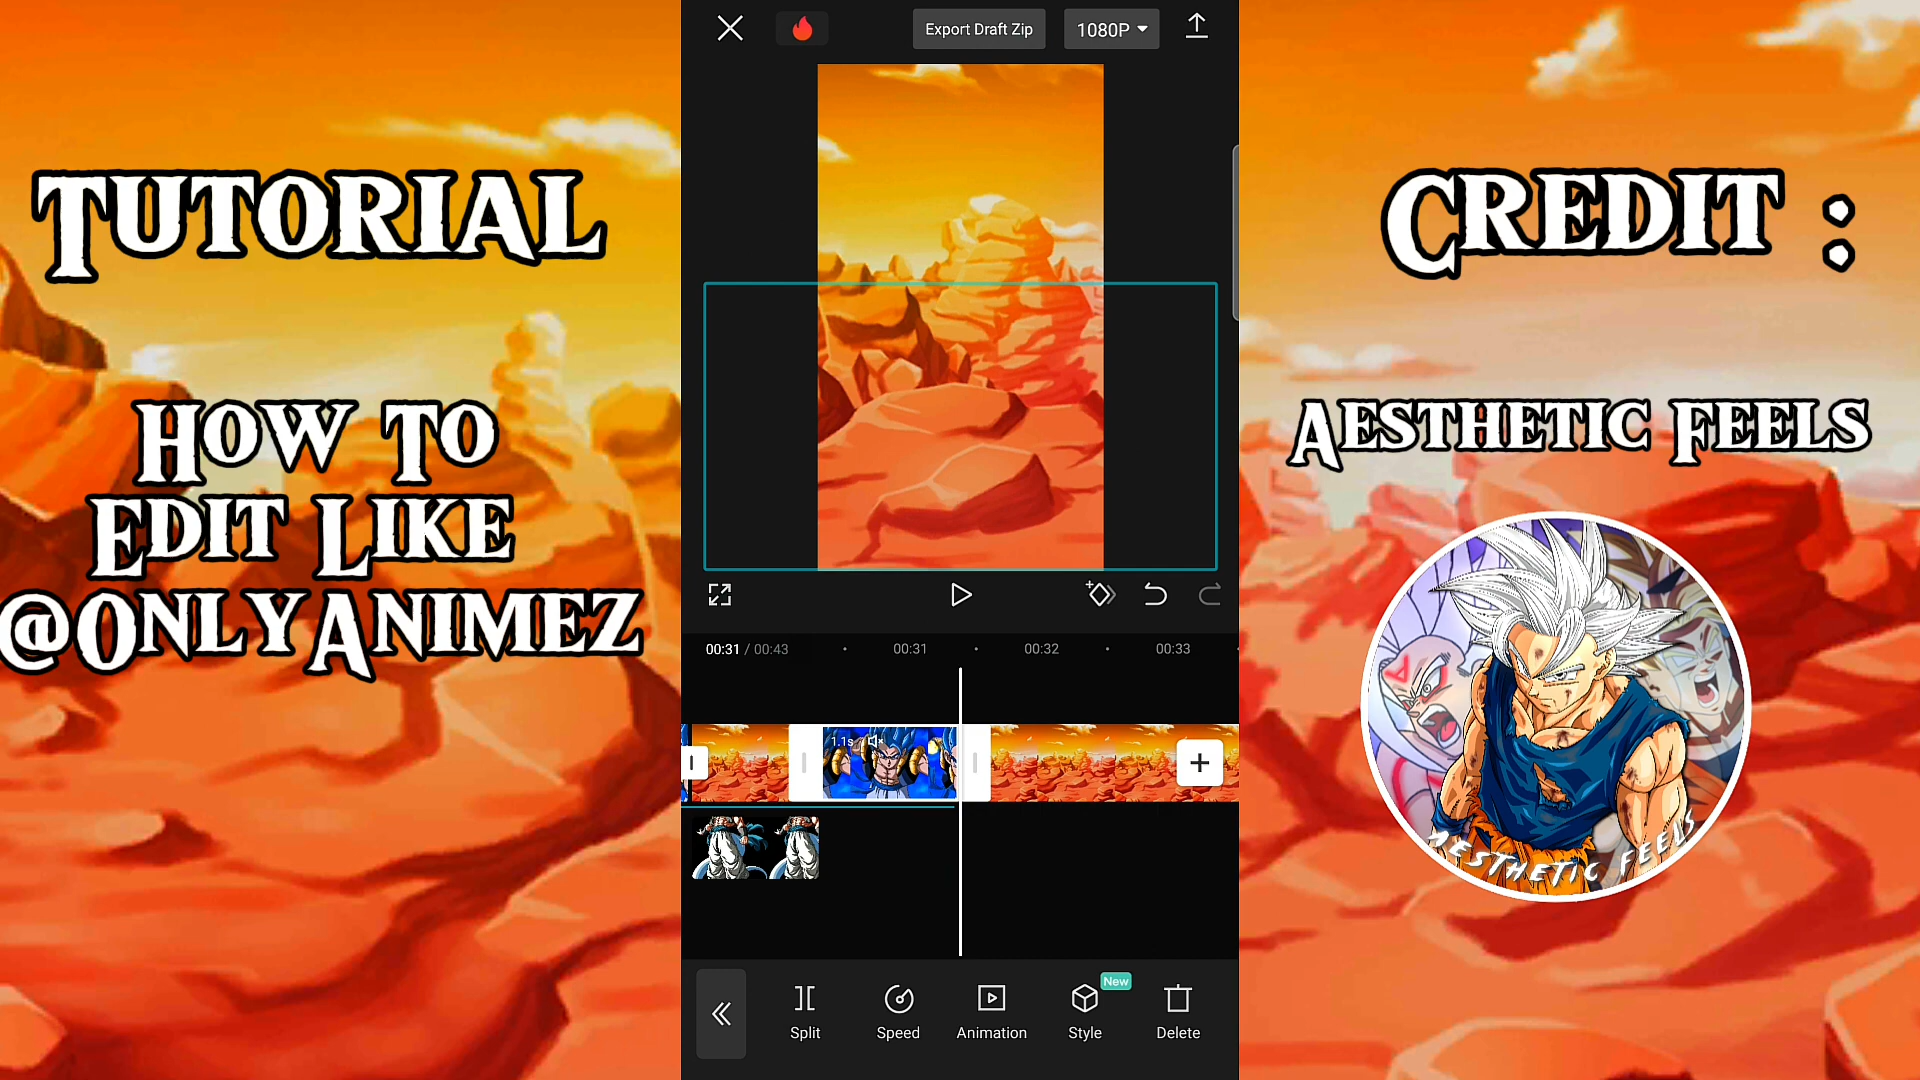 Export Draft Zip
1080P
TUTORIAL
HOW TO
EDIT LIKE
@ONLYANIMEZ
CREDIT :
AESTHETIC FEELS
AESTHETIC FEELS
00:31 / 00:43
00:31
00:32
00:33
1.1s
New
Split
Speed
Animation
Style
Delete